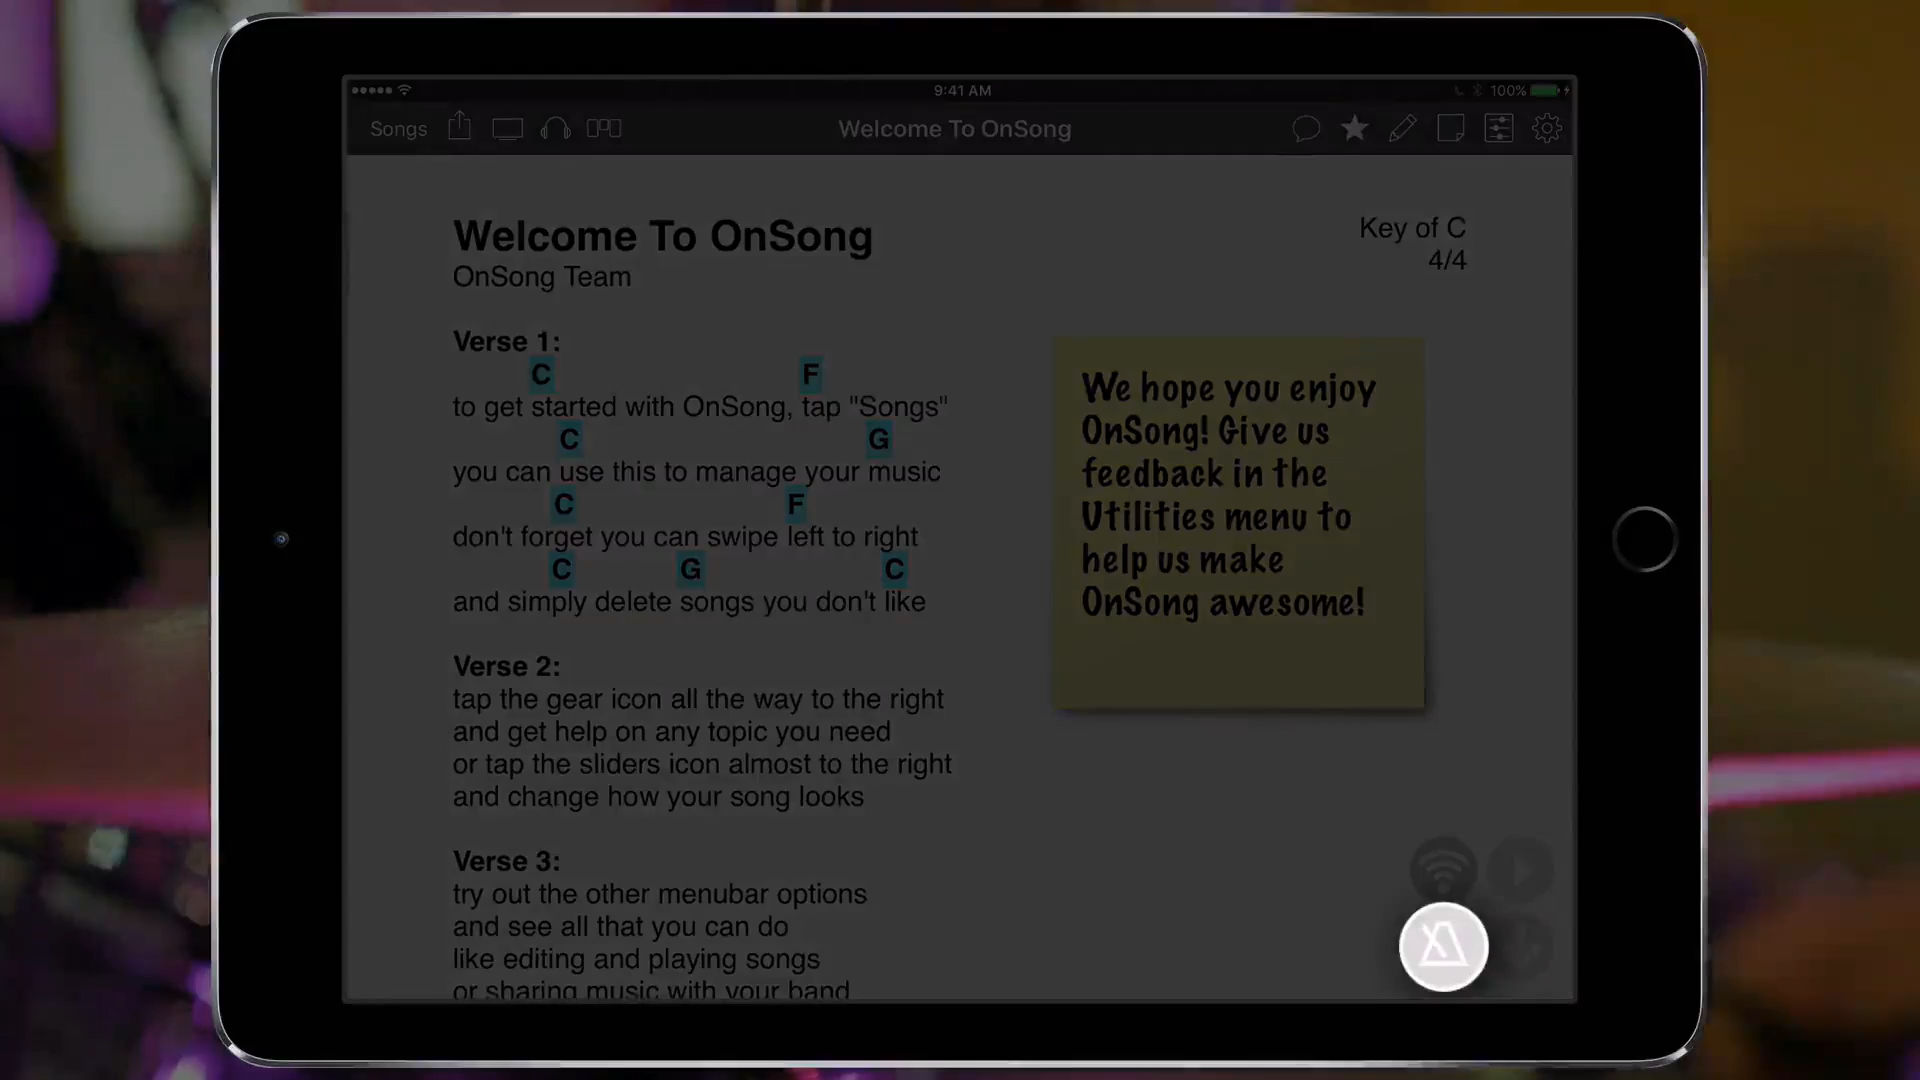 9:41 AM
100%
Songs
Welcome To OnSong
Welcome To OnSong
Key of C
OnSong Team
4/4
Verse 1:
C F
to get started with OnSong, tap "Songs"
C G
you can use this to manage your music
C F
don't forget you can swipe left to right
C G C
and simply delete songs you don't like
Verse 2:
tap the gear icon all the way to the right
and get help on any topic you need
or tap the sliders icon almost to the right
and change how your song looks
Verse 3:
try out the other menubar options
and see all that you can do
like editing and playing songs
or sharing music with your band
We hope you enjoy
OnSong! Give us
feedback in the
Utilities menu to
help us make
OnSong awesome!